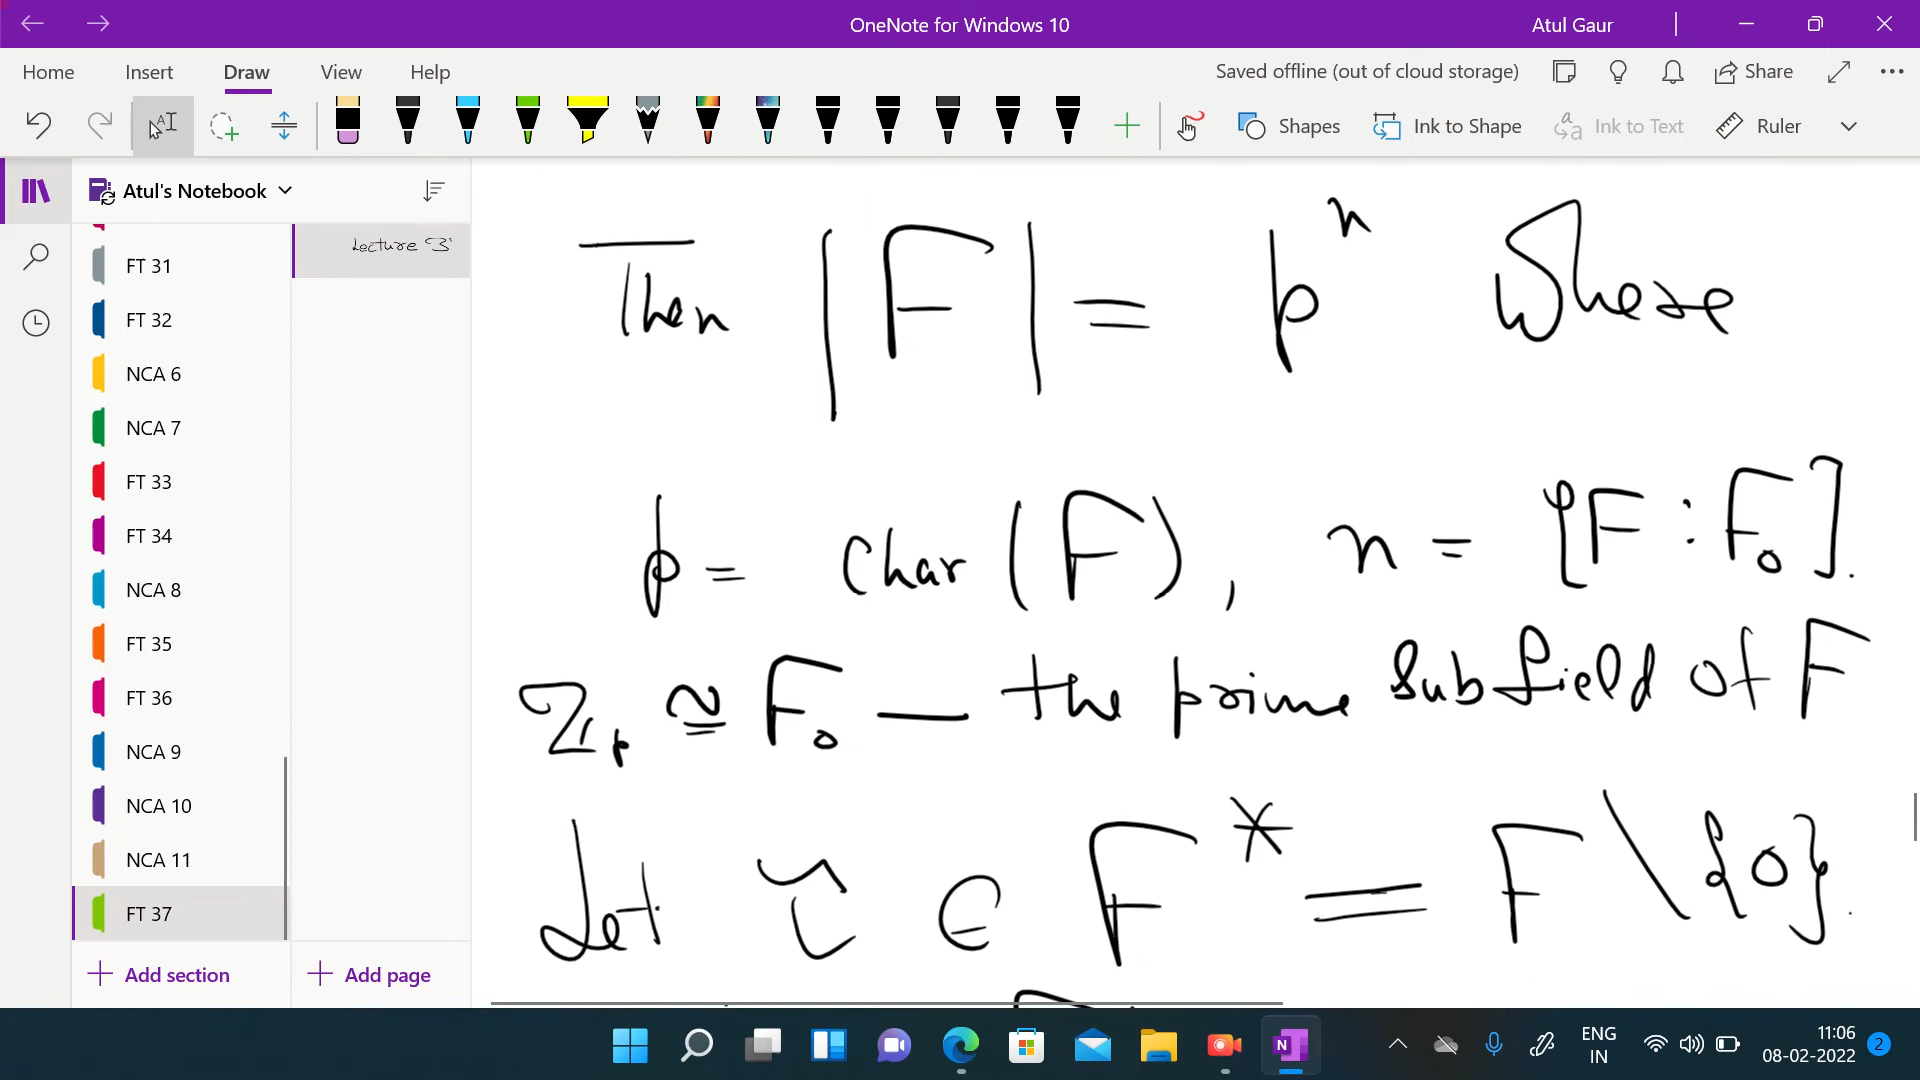 OneNote for Windows 10
Atul Gaur
Home Insert Draw View Help
Saved offline (out of cloud storage)
Share
Shapes
Ink to Shape
Ink to Text
Ruler
Atul's Notebook
Lecture 3
FT 31
FT 32
NCA 6
NCA 7
FT 33
FT 34
NCA 8
FT 35
FT 36
NCA 9
NCA 10
NCA 11
FT 37
+ Add section
+ Add page
Then |F| = p^n where
p = char (F), n = [F : F₀].
Zₚ ≅ F₀ — the prime subfield of F
Let ∈ F* = F \ {0}.
ENG
IN
11:06
08-02-2022
2